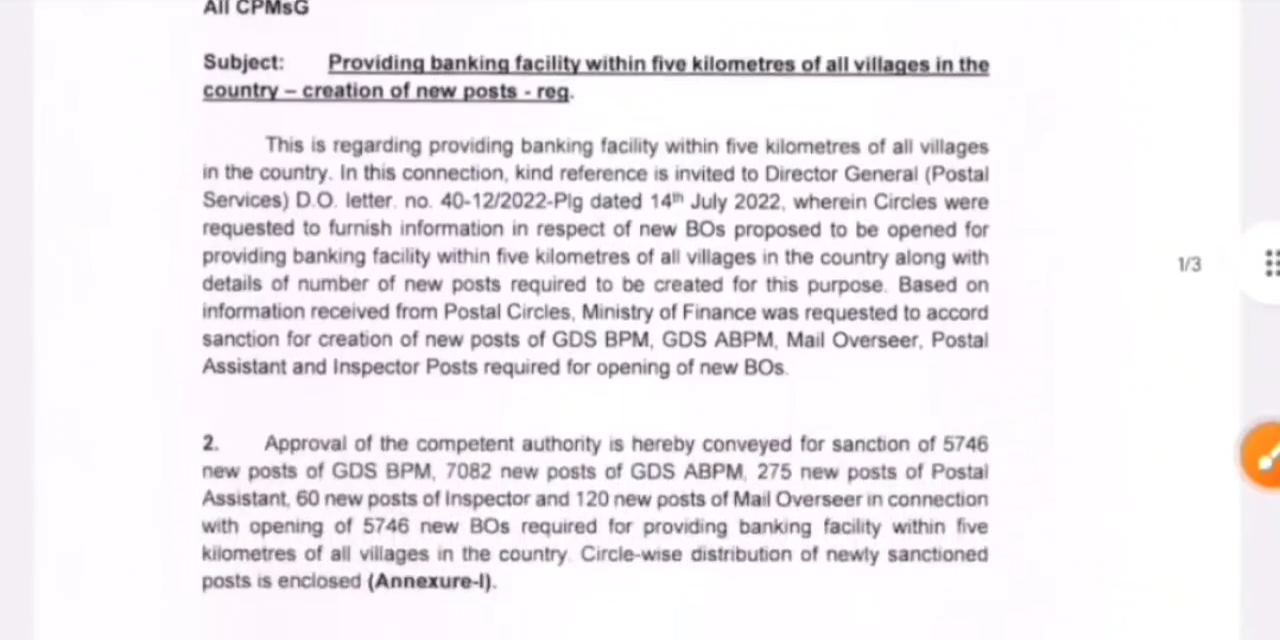 All CPMsG
Subject: Providing banking facility within five kilometres of all villages in the
country – creation of new posts - reg.
This is regarding providing banking facility within five kilometres of all villages
in the country. In this connection, kind reference is invited to Director General (Postal
Services) D.O. letter. no. 40-12/2022-Plg dated 14th July 2022, wherein Circles were
requested to furnish information in respect of new BOs proposed to be opened for
providing banking facility within five kilometres of all villages in the country along with
details of number of new posts required to be created for this purpose. Based on
information received from Postal Circles, Ministry of Finance was requested to accord
sanction for creation of new posts of GDS BPM, GDS ABPM, Mail Overseer, Postal
Assistant and Inspector Posts required for opening of new BOs.
1/3
2. Approval of the competent authority is hereby conveyed for sanction of 5746
new posts of GDS BPM, 7082 new posts of GDS ABPM, 275 new posts of Postal
Assistant, 60 new posts of Inspector and 120 new posts of Mail Overseer in connection
with opening of 5746 new BOs required for providing banking facility within five
kilometres of all villages in the country. Circle-wise distribution of newly sanctioned
posts is enclosed (Annexure-I).